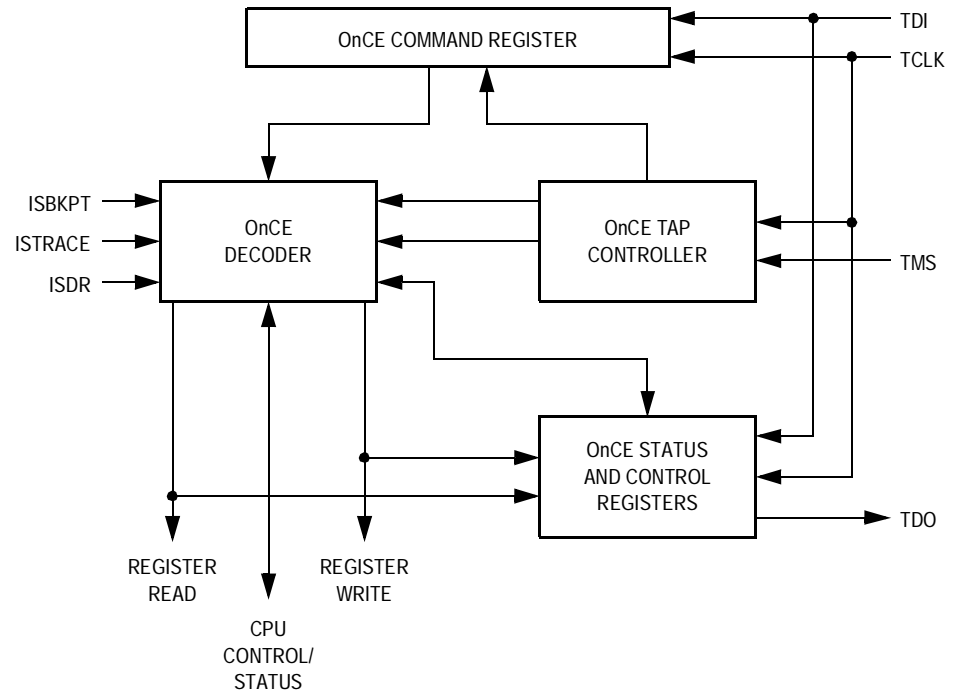 OnCE COMMAND REGISTER
TDI
TCLK
ISBKPT
ISTRACE
ISDR
OnCE
DECODER
OnCE TAP
CONTROLLER
TMS
OnCE STATUS
AND CONTROL
REGISTERS
TDO
REGISTER
READ
REGISTER
WRITE
CPU
CONTROL/
STATUS